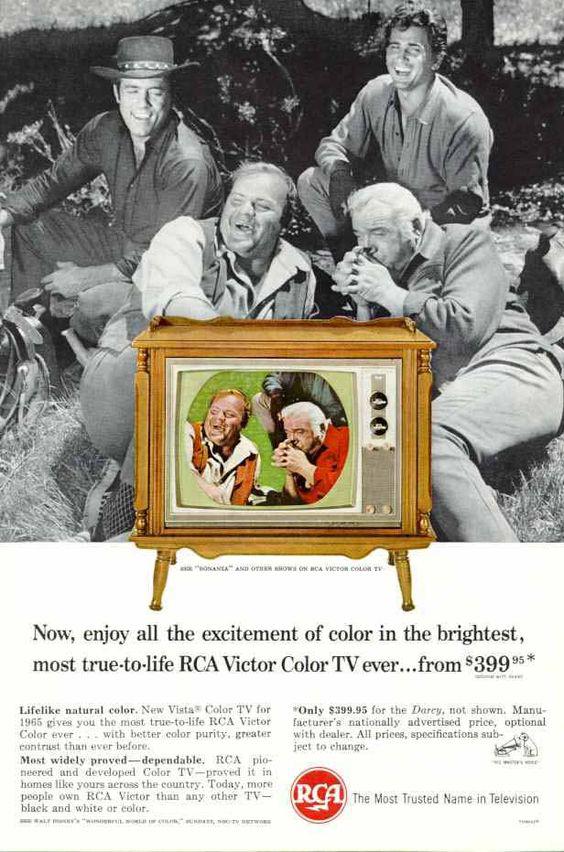 SEE "BONANZA" AND OTHER SHOWS ON RCA VICTOR COLOR TV
Now, enjoy all the excitement of color in the brightest,
most true-to-life RCA Victor Color TV ever...from $399 95*
optional with dealer
Lifelike natural color. New Vista® Color TV for
1965 gives you the most true-to-life RCA Victor
Color ever . . . with better color purity, greater
contrast than ever before.
Most widely proved—dependable. RCA pio-
neered and developed Color TV—proved it in
homes like yours across the country. Today, more
people own RCA Victor than any other TV—
black and white or color.
SEE WALT DISNEY'S "WONDERFUL WORLD OF COLOR," SUNDAYS, NBC-TV NETWORK
*Only $399.95 for the Darcy, not shown. Manu-
facturer's nationally advertised price, optional
with dealer. All prices, specifications sub-
ject to change.
"HIS MASTER'S VOICE"
RCA The Most Trusted Name in Television